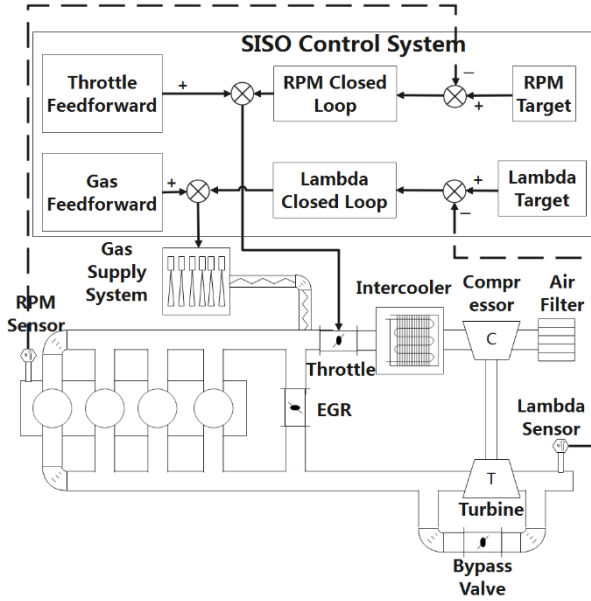 SISO Control System
Throttle
Feedforward
+
RPM Closed
Loop
−
+
RPM
Target
Gas
Feedforward
+
Lambda
Closed Loop
−
+
Lambda
Target
Gas
Supply
System
RPM
Sensor
Intercooler
Compr
essor
Air
Filter
C
Throttle
EGR
Lambda
Sensor
T
Turbine
Bypass
Valve